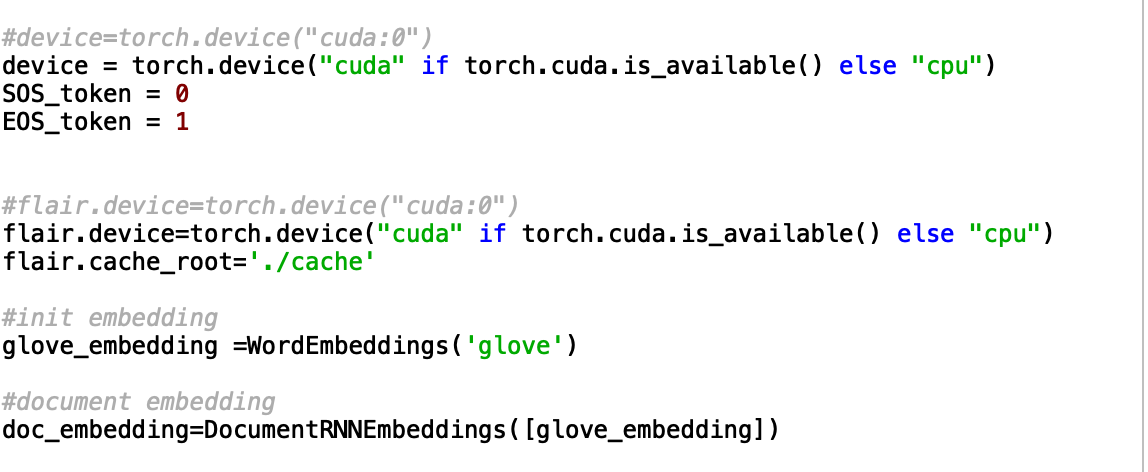 #device=torch.device("cuda:0")
device = torch.device("cuda" if torch.cuda.is_available() else "cpu")
SOS_token = 0
EOS_token = 1
#flair.device=torch.device("cuda:0")
flair.device=torch.device("cuda" if torch.cuda.is_available() else "cpu")
flair.cache_root='./cache'
#init embedding
glove_embedding =WordEmbeddings('glove')
#document embedding
doc_embedding=DocumentRNNEmbeddings([glove_embedding])